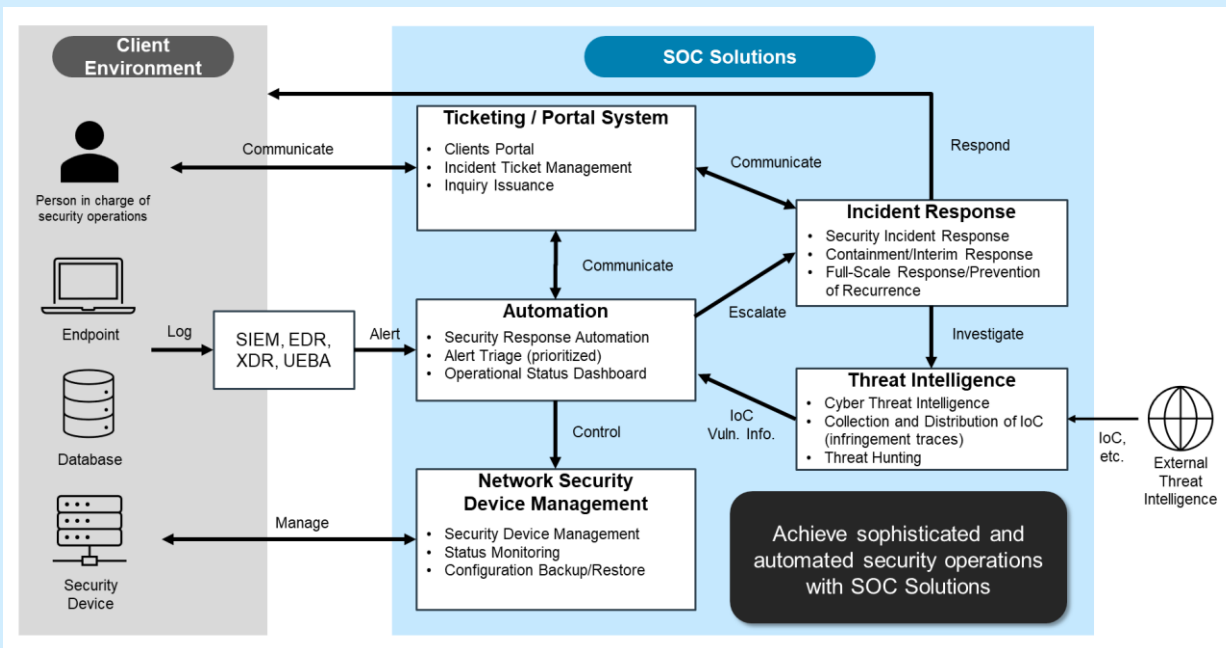 Client
Environment
SOC Solutions
Person in charge of
security operations
Endpoint
Database
Security
Device
Communicate
Log
SIEM, EDR,
XDR, UEBA
Alert
Manage
Ticketing / Portal System
• Clients Portal
• Incident Ticket Management
• Inquiry Issuance
Communicate
Automation
• Security Response Automation
• Alert Triage (prioritized)
• Operational Status Dashboard
Control
Network Security
Device Management
• Security Device Management
• Status Monitoring
• Configuration Backup/Restore
Communicate
Respond
Escalate
Incident Response
• Security Incident Response
• Containment/Interim Response
• Full-Scale Response/Prevention
of Recurrence
Investigate
IoC
Vuln. Info.
Threat Intelligence
• Cyber Threat Intelligence
• Collection and Distribution of IoC
(infringement traces)
• Threat Hunting
IoC,
etc.
External
Threat
Intelligence
Achieve sophisticated and
automated security operations
with SOC Solutions